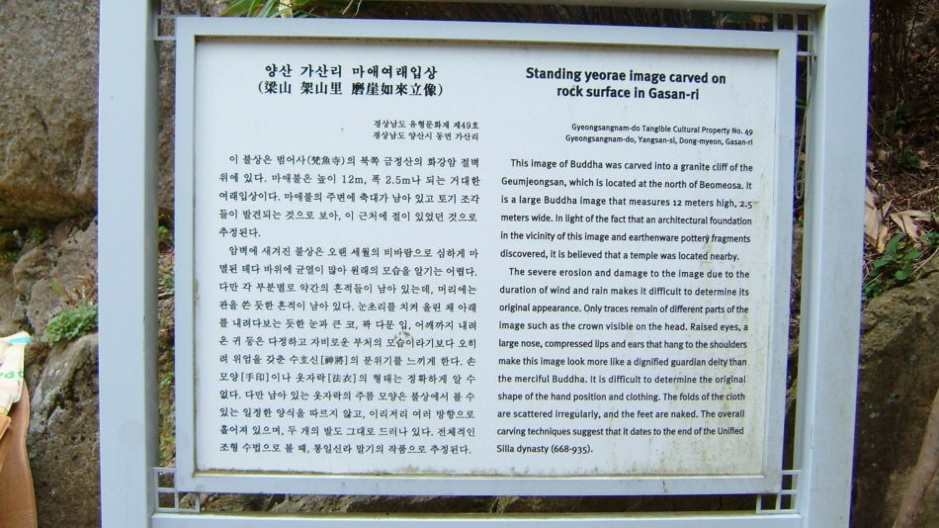 양산 가산리 마애여래입상
(梁山 架山里 磨崖如來立像)
경상남도 유형문화재 제49호
경상남도 양산시 동면 가산리
이 불상은 범어사(梵魚寺)의 북쪽 금정산의 화강암 절벽
위에 있다. 마애불은 높이 12m, 폭 2.5m나 되는 거대한
여래입상이다. 마애불의 주변에 축대가 남아 있고 토기 조각
들이 발견되는 것으로 보아, 이 근처에 절이 있었던 것으로
추정된다.
암벽에 새겨진 불상은 오랜 세월의 비바람으로 심하게 마
멸된 데다 바위에 균열이 많아 원래의 모습을 알기는 어렵다.
다만 각 부분별로 약간의 흔적들이 남아 있는데, 머리에는
관을 쓴 듯한 흔적이 남아 있다. 눈초리를 치켜 올린 채 아래
를 내려다보는 듯한 눈과 큰 코, 꽉 다문 입, 어깨까지 내려
온 귀 등은 다정하고 자비로운 부처의 모습이라기보다 오히
려 위엄을 갖춘 수호신[神將]의 분위기를 느끼게 한다. 손
모양[手印]이나 옷자락[法衣]의 형태는 정확하게 알 수
없다. 다만 남아 있는 옷자락의 주름 모양은 불상에서 볼 수
있는 일정한 양식을 따르지 않고, 이리저리 여러 방향으로
흩어져 있으며, 두 개의 발도 그대로 드러나 있다. 전체적인
조형 수법으로 볼 때, 통일신라 말기의 작품으로 추정된다.
Standing yeorae image carved on
rock surface in Gasan-ri
Gyeongsangnam-do Tangible Cultural Property No. 49
Gyeongsangnam-do, Yangsan-si, Dong-myeon, Gasan-ri
This image of Buddha was carved into a granite cliff of the
Geumjeongsan, which is located at the north of Beomeosa. It
is a large Buddha image that measures 12 meters high, 2.5
meters wide. In light of the fact that an architectural foundation
in the vicinity of this image and earthenware pottery fragments
discovered, it is believed that a temple was located nearby.
The severe erosion and damage to the image due to the
duration of wind and rain makes it difficult to determine its
original appearance. Only traces remain of different parts of the
image such as the crown visible on the head. Raised eyes, a
large nose, compressed lips and ears that hang to the shoulders
make this image look more like a dignified guardian deity than
the merciful Buddha. It is difficult to determine the original
shape of the hand position and clothing. The folds of the cloth
are scattered irregularly, and the feet are naked. The overall
carving techniques suggest that it dates to the end of the Unified
Silla dynasty (668-935).